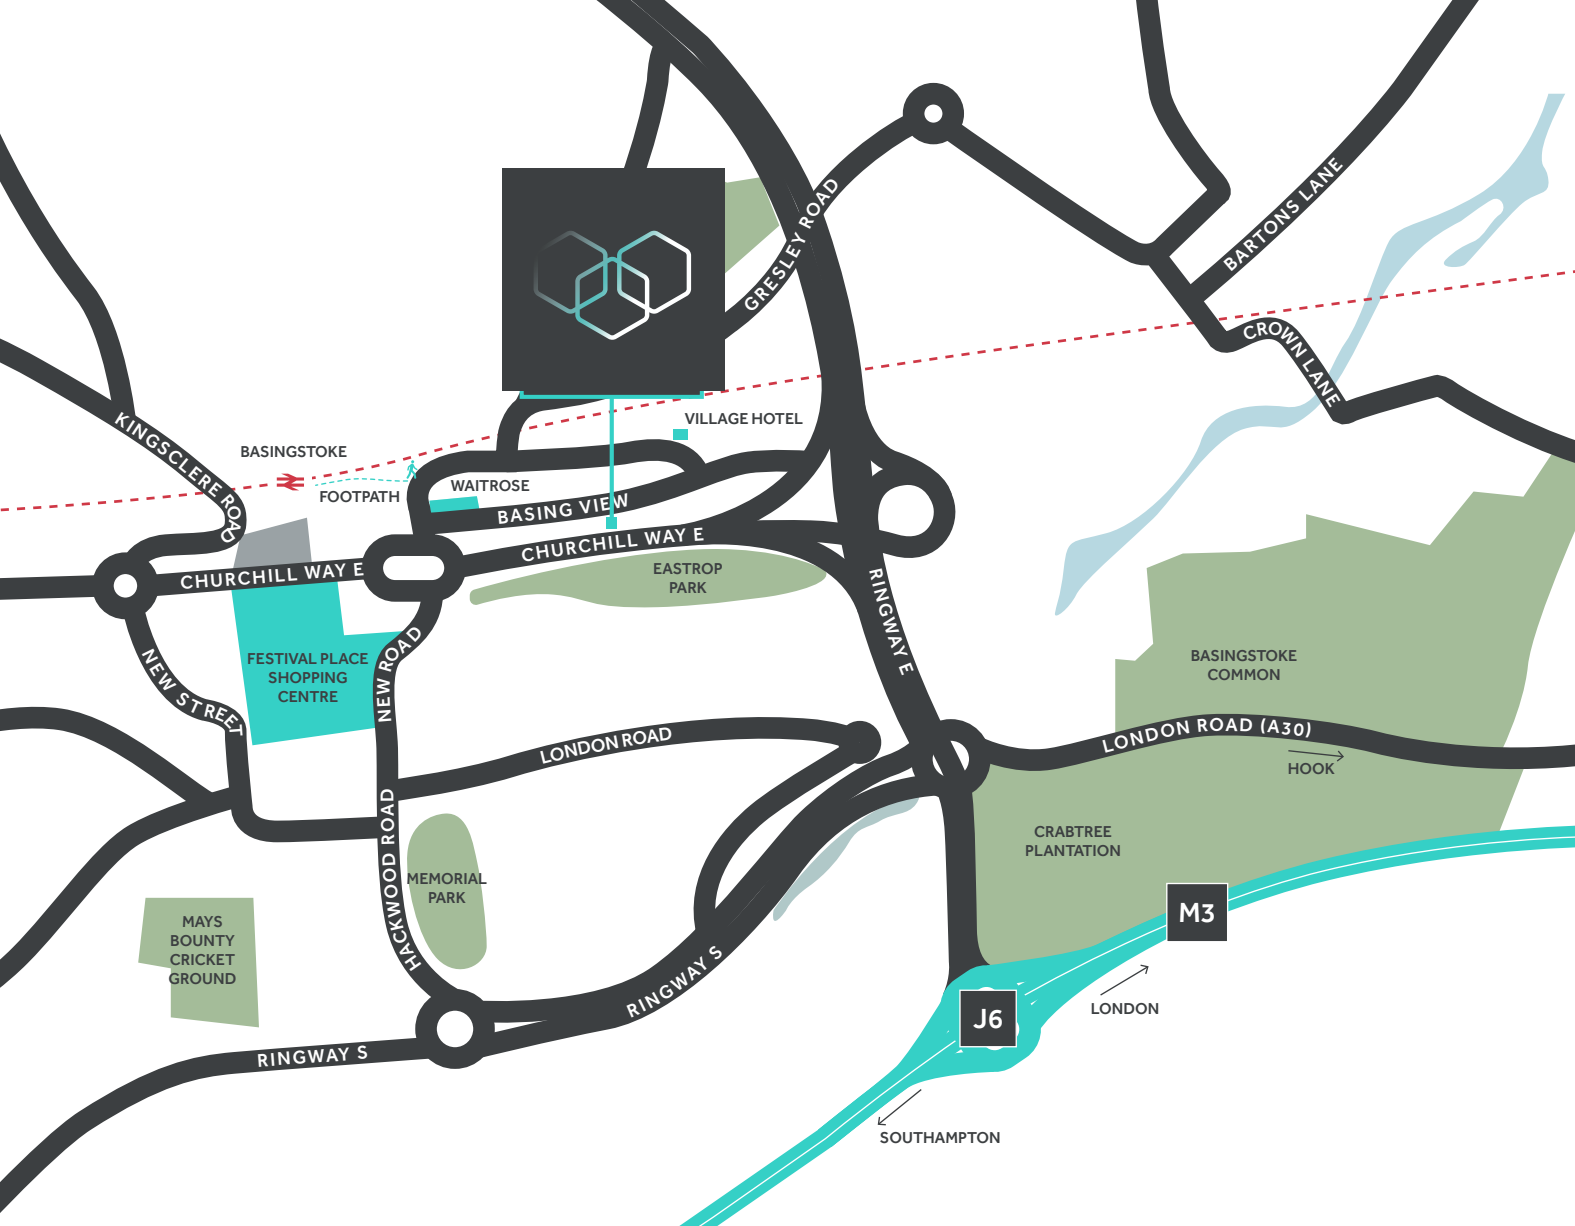 BARTONS LANE
GRESLEY ROAD
CROWN LANE
KINGSCLERE ROAD
VILLAGE HOTEL
BASINGSTOKE
WAITROSE
FOOTPATH
BASING VIEW
CHURCHILL WAY E
CHURCHILL WAY E
EASTROP
PARK
RINGWAY E
NEW STREET
FESTIVAL PLACE
SHOPPING
CENTRE
NEW ROAD
BASINGSTOKE
COMMON
LONDON ROAD
LONDON ROAD (A30)
HOOK
HACKWOOD ROAD
CRABTREE
PLANTATION
MEMORIAL
PARK
MAYS
BOUNTY
CRICKET
GROUND
M3
RINGWAY S
J6
LONDON
RINGWAY S
SOUTHAMPTON